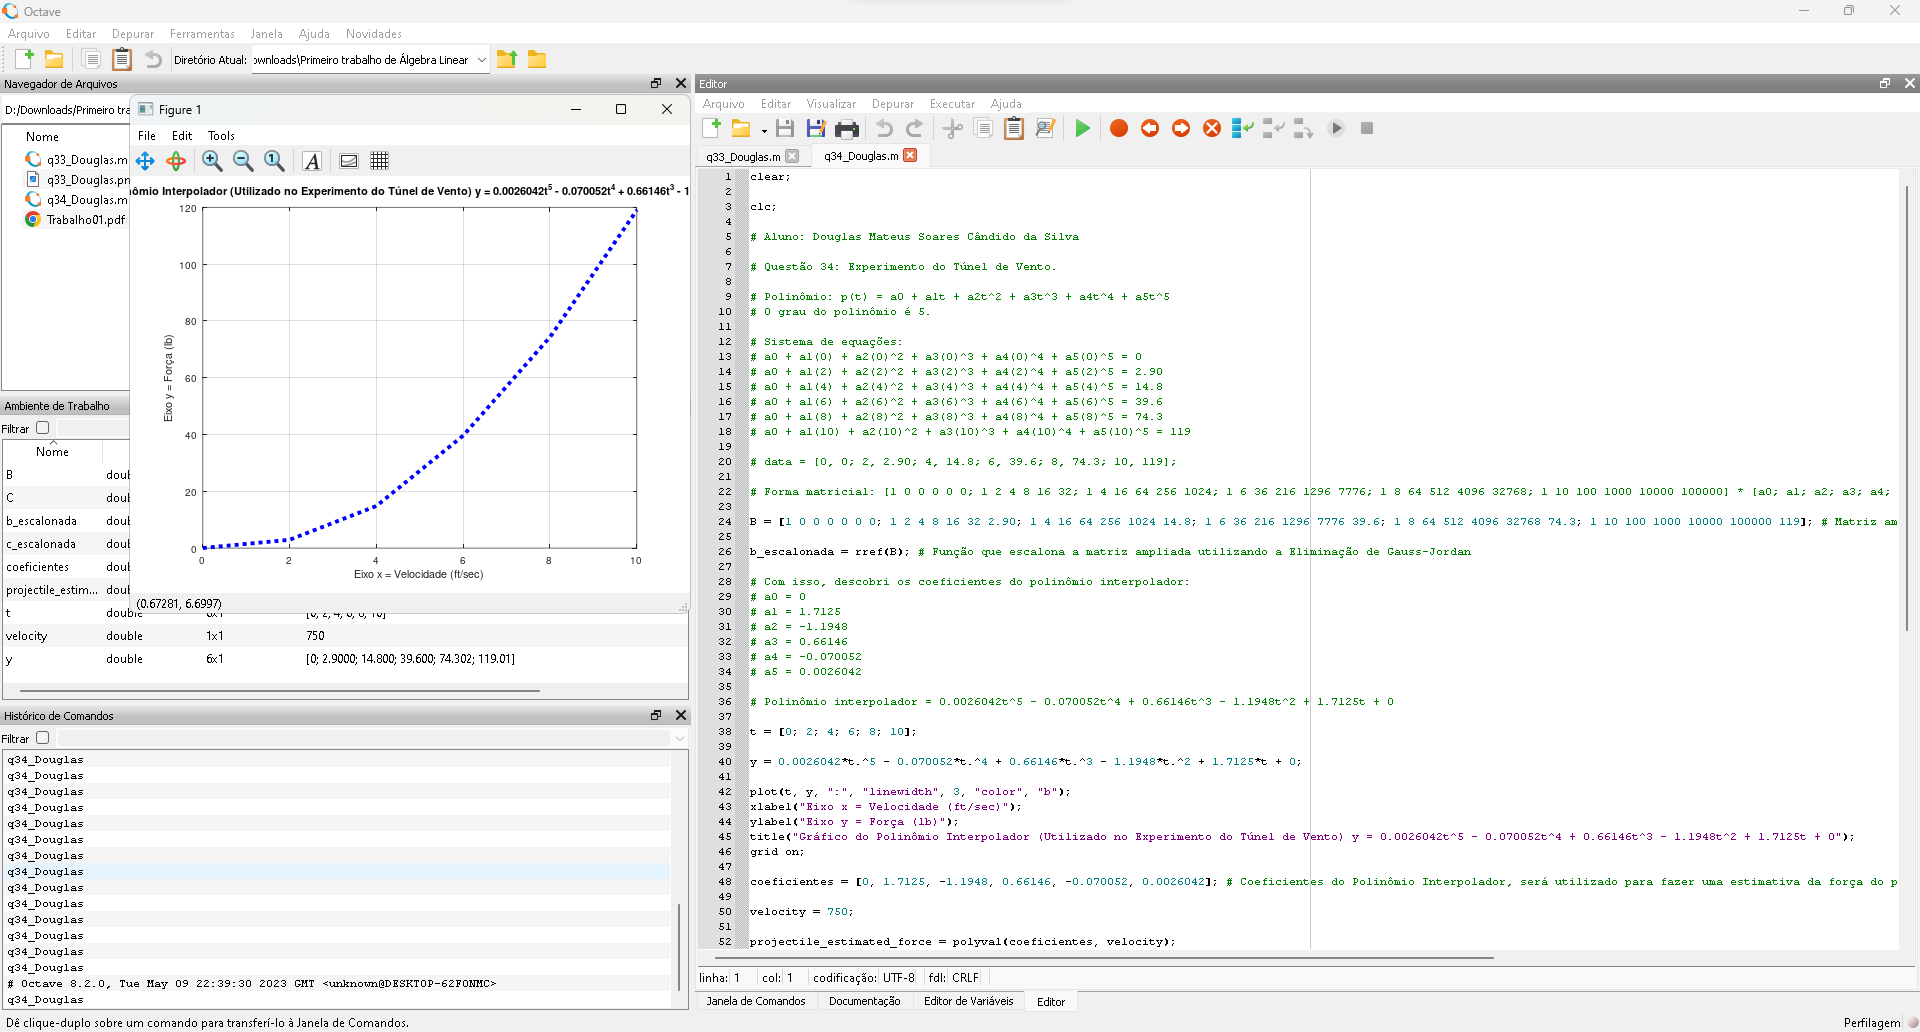 Octave
Arquivo Editar Depurar Ferramentas Janela Ajuda Novidades
Diretório Atual: ownloads\Primeiro trabalho de Álgebra Linear
Navegador de Arquivos
D:/Downloads/Primeiro tra
Nome
q33_Douglas.m
q33_Douglas.pn
q34_Douglas.m
Trabalho01.pdf
Figure 1
File Edit Tools
ômio Interpolador (Utilizado no Experimento do Túnel de Vento) y = 0.0026042t^5 - 0.070052t^4 + 0.66146t^3 - 1
120
100
80
60
40
20
0
0 2 4 6 8 10
Eixo y = Força (lb)
Eixo x = Velocidade (ft/sec)
(0.67281, 6.6997)
Ambiente de Trabalho
Filtrar
Nome
B doub
C doub
b_escalonada doub
c_escalonada doub
coeficientes doub
projectile_estim... doub
t double
velocity double 1x1 750
y double 6x1 [0; 2.9000; 14.800; 39.600; 74.302; 119.01]
Histórico de Comandos
Filtrar
q34_Douglas
q34_Douglas
q34_Douglas
q34_Douglas
q34_Douglas
q34_Douglas
q34_Douglas
q34_Douglas
q34_Douglas
q34_Douglas
q34_Douglas
q34_Douglas
q34_Douglas
q34_Douglas
# Octave 8.2.0, Tue May 09 22:39:30 2023 GMT <unknown@DESKTOP-62F0NMC>
q34_Douglas
Dê clique-duplo sobre um comando para transferí-lo à Janela de Comandos.
Editor
Arquivo Editar Visualizar Depurar Executar Ajuda
q33_Douglas.m q34_Douglas.m
1 clear;
2
3 clc;
4
5 # Aluno: Douglas Mateus Soares Cândido da Silva
6
7 # Questão 34: Experimento do Túnel de Vento.
8
9 # Polinômio: p(t) = a0 + a1t + a2t^2 + a3t^3 + a4t^4 + a5t^5
10 # O grau do polinômio é 5.
11
12 # Sistema de equações:
13 # a0 + a1(0) + a2(0)^2 + a3(0)^3 + a4(0)^4 + a5(0)^5 = 0
14 # a0 + a1(2) + a2(2)^2 + a3(2)^3 + a4(2)^4 + a5(2)^5 = 2.90
15 # a0 + a1(4) + a2(4)^2 + a3(4)^3 + a4(4)^4 + a5(4)^5 = 14.8
16 # a0 + a1(6) + a2(6)^2 + a3(6)^3 + a4(6)^4 + a5(6)^5 = 39.6
17 # a0 + a1(8) + a2(8)^2 + a3(8)^3 + a4(8)^4 + a5(8)^5 = 74.3
18 # a0 + a1(10) + a2(10)^2 + a3(10)^3 + a4(10)^4 + a5(10)^5 = 119
19
20 # data = [0, 0; 2, 2.90; 4, 14.8; 6, 39.6; 8, 74.3; 10, 119];
21
22 # Forma matricial: [1 0 0 0 0 0; 1 2 4 8 16 32; 1 4 16 64 256 1024; 1 6 36 216 1296 7776; 1 8 64 512 4096 32768; 1 10 100 1000 10000 100000] * [a0; a1; a2; a3; a4;
23
24 B = [1 0 0 0 0 0 0; 1 2 4 8 16 32 2.90; 1 4 16 64 256 1024 14.8; 1 6 36 216 1296 7776 39.6; 1 8 64 512 4096 32768 74.3; 1 10 100 1000 10000 100000 119]; # Matriz am
25
26 b_escalonada = rref(B); # Função que escalona a matriz ampliada utilizando a Eliminação de Gauss-Jordan
27
28 # Com isso, descobri os coeficientes do polinômio interpolador:
29 # a0 = 0
30 # a1 = 1.7125
31 # a2 = -1.1948
32 # a3 = 0.66146
33 # a4 = -0.070052
34 # a5 = 0.0026042
35
36 # Polinômio interpolador = 0.0026042t^5 - 0.070052t^4 + 0.66146t^3 - 1.1948t^2 + 1.7125t + 0
37
38 t = [0; 2; 4; 6; 8; 10];
39
40 y = 0.0026042*t.^5 - 0.070052*t.^4 + 0.66146*t.^3 - 1.1948*t.^2 + 1.7125*t + 0;
41
42 plot(t, y, ":", "linewidth", 3, "color", "b");
43 xlabel("Eixo x = Velocidade (ft/sec)");
44 ylabel("Eixo y = Força (lb)");
45 title("Gráfico do Polinômio Interpolador (Utilizado no Experimento do Túnel de Vento) y = 0.0026042t^5 - 0.070052t^4 + 0.66146t^3 - 1.1948t^2 + 1.7125t + 0");
46 grid on;
47
48 coeficientes = [0, 1.7125, -1.1948, 0.66146, -0.070052, 0.0026042]; # Coeficientes do Polinômio Interpolador, será utilizado para fazer uma estimativa da força do p
49
50 velocity = 750;
51
52 projectile_estimated_force = polyval(coeficientes, velocity);
linha: 1 col: 1 codificação: UTF-8 fdl: CRLF
Janela de Comandos Documentação Editor de Variáveis Editor
Perfilagem